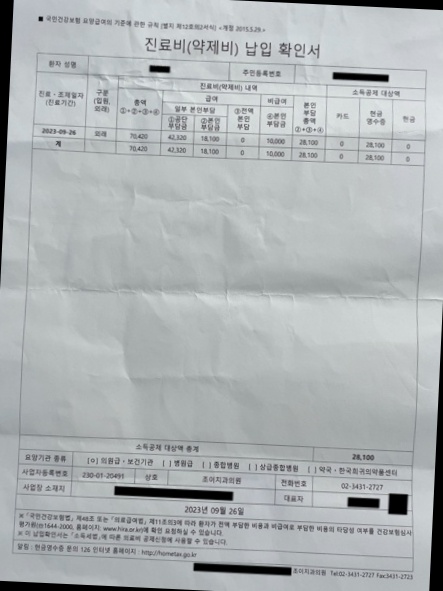 ■ 국민건강보험 요양급여의 기준에 관한 규칙 [별지 제12호의2서식] <개정 2015.5.29.>
진료비(약제비) 납입 확인서
환자 성명 주민등록번호
진료·조제일자 (진료기간) 구분 (입원, 외래) 진료비(약제비) 내역 소득공제 대상액
총액 ①+②+③+④ 급여 비급여 본인 부담 총액 ②+③+④ 카드 현금 영수증 현금
일부 본인부담 ③전액 본인 부담 ④본인 부담금
①공단 부담금 ②본인 부담금
2023-09-26 외래 70,420 42,320 18,100 0 10,000 28,100 0 28,100 0
계 70,420 42,320 18,100 0 10,000 28,100 0 28,100 0
소득공제 대상액 총계 28,100
요양기관 종류 [o] 의원급·보건기관 [ ] 병원급 [ ] 종합병원 [ ] 상급종합병원 [ ] 약국·한국희귀의약품센터
사업자등록번호 230-01-20491 상호 조이치과의원 전화번호 02-3431-2727
사업장 소재지 대표자
2023년 09월 26일
※「국민건강보험법」제48조 또는「의료급여법」제11조의3에 따라 환자가 전액 부담한 비용과 비급여로 부담한 비용의 타당성 여부를 건강보험심사
평가원(☎1644-2000, 홈페이지: www.hira.or.kr)에 확인 요청하실 수 있습니다.
※ 이 납입확인서는「소득세법」에 따른 의료비 공제신청에 사용할 수 있습니다.
알림 : 현금영수증 문의 126 인터넷 홈페이지 : http://hometax.go.kr
조이치과의원 Tel:02-3431-2727 Fax:3431-2723